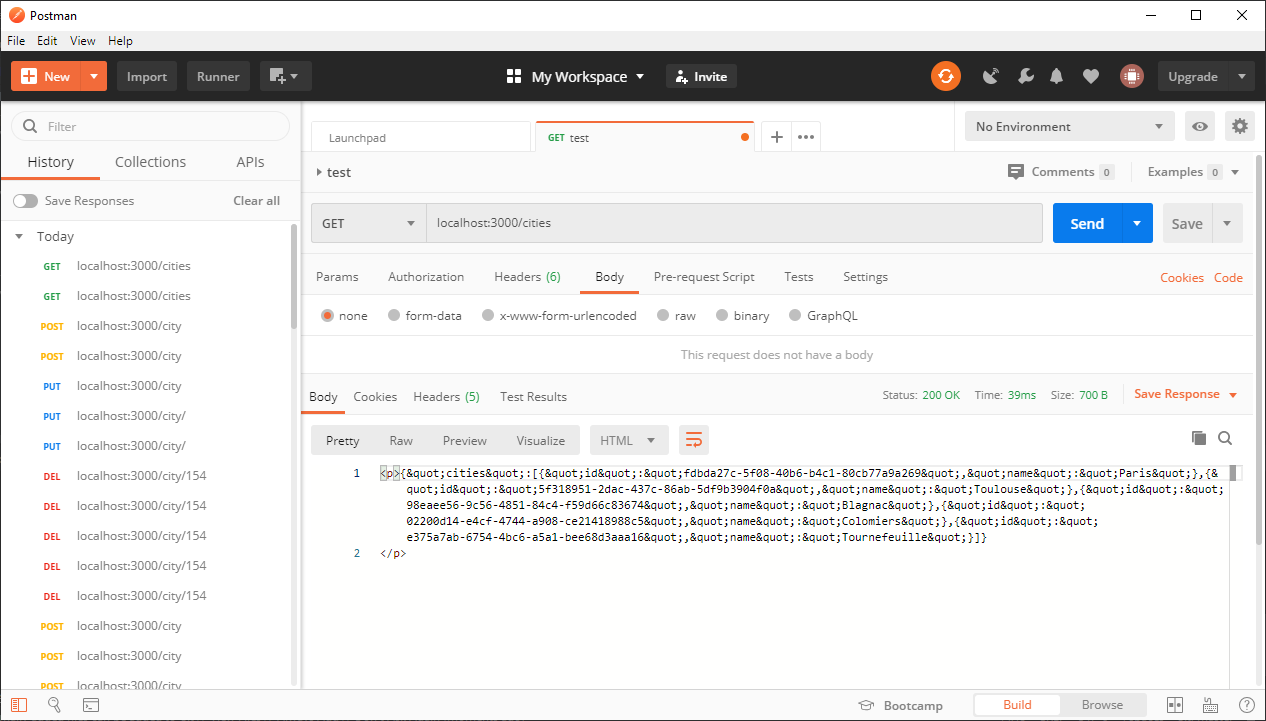 Postman
File Edit View Help
New Import Runner My Workspace Invite Upgrade
Filter
History Collections APIs
Save Responses Clear all
Today
GET localhost:3000/cities
GET localhost:3000/cities
POST localhost:3000/city
POST localhost:3000/city
PUT localhost:3000/city
PUT localhost:3000/city/
PUT localhost:3000/city/
DEL localhost:3000/city/154
DEL localhost:3000/city/154
DEL localhost:3000/city/154
DEL localhost:3000/city/154
DEL localhost:3000/city/154
POST localhost:3000/city
POST localhost:3000/city
POST localhost:3000/city
Launchpad GET test No Environment
test Comments 0 Examples 0
GET localhost:3000/cities Send Save
Params Authorization Headers (6) Body Pre-request Script Tests Settings Cookies Code
none form-data x-www-form-urlencoded raw binary GraphQL
This request does not have a body
Body Cookies Headers (5) Test Results Status: 200 OK Time: 39ms Size: 700 B Save Response
Pretty Raw Preview Visualize HTML
1 <p>{&quot;cities&quot;:[{&quot;id&quot;:&quot;fdbda27c-5f08-40b6-b4c1-80cb77a9a269&quot;,&quot;name&quot;:&quot;Paris&quot;},{&
quot;id&quot;:&quot;5f318951-2dac-437c-86ab-5df9b3904f0a&quot;,&quot;name&quot;:&quot;Toulouse&quot;},{&quot;id&quot;:&quot;
98eaee56-9c56-4851-84c4-f59d66c83674&quot;,&quot;name&quot;:&quot;Blagnac&quot;},{&quot;id&quot;:&quot;
02200d14-e4cf-4744-a908-ce21418988c5&quot;,&quot;name&quot;:&quot;Colomiers&quot;},{&quot;id&quot;:&quot;
e375a7ab-6754-4bc6-a5a1-bee68d3aaa16&quot;,&quot;name&quot;:&quot;Tournefeuille&quot;}]}
2 </p>
Bootcamp Build Browse